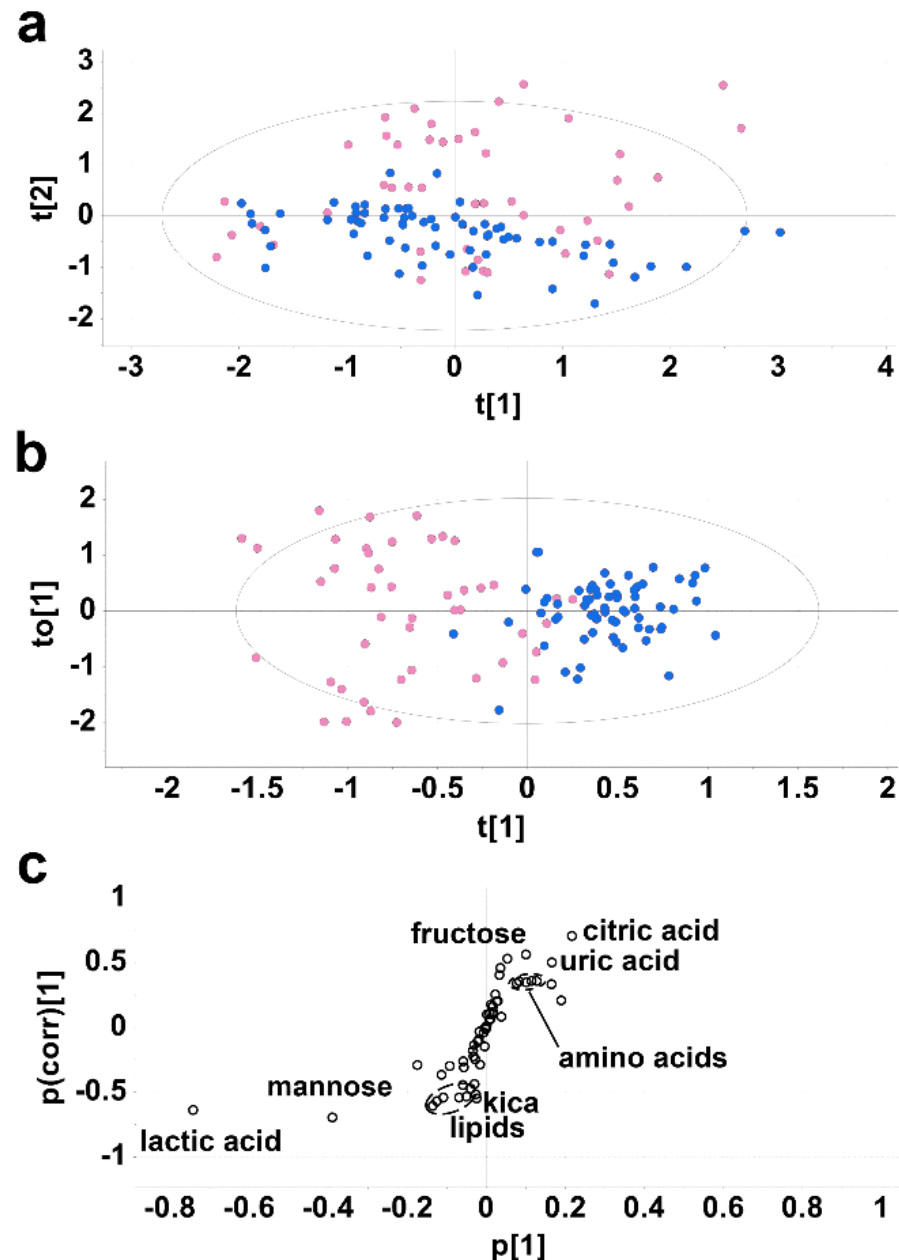 a
3
2
1
0
-1
-2
t[2]
-3 -2 -1 0 1 2 3 4
t[1]
b
2
1
0
-1
-2
to[1]
-2 -1.5 -1 -0.5 0 0.5 1 1.5 2
t[1]
c
1
0.5
0
-0.5
-1
p(corr)[1]
fructose
citric acid
uric acid
amino acids
mannose
kica
lipids
lactic acid
-0.8 -0.6 -0.4 -0.2 0 0.2 0.4 0.6 0.8 1
p[1]